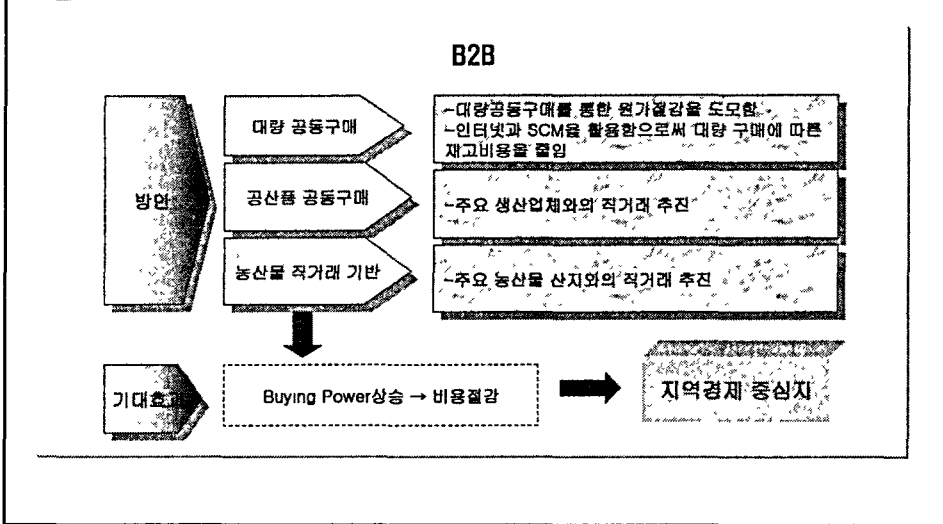 B2B
방안
대량 공동구매
-대량공동구매를 통한 원가절감을 도모함
-인터넷과 SCM을 활용함으로써 대량 구매에 따른
재고비용을 줄임
공산품 공동구매
-주요 생산업체와의 직거래 추진
농산물 직거래 기반
-주요 농산물 산지와의 직거래 추진
기대효과
Buying Power상승 → 비용절감
지역경제 중심지